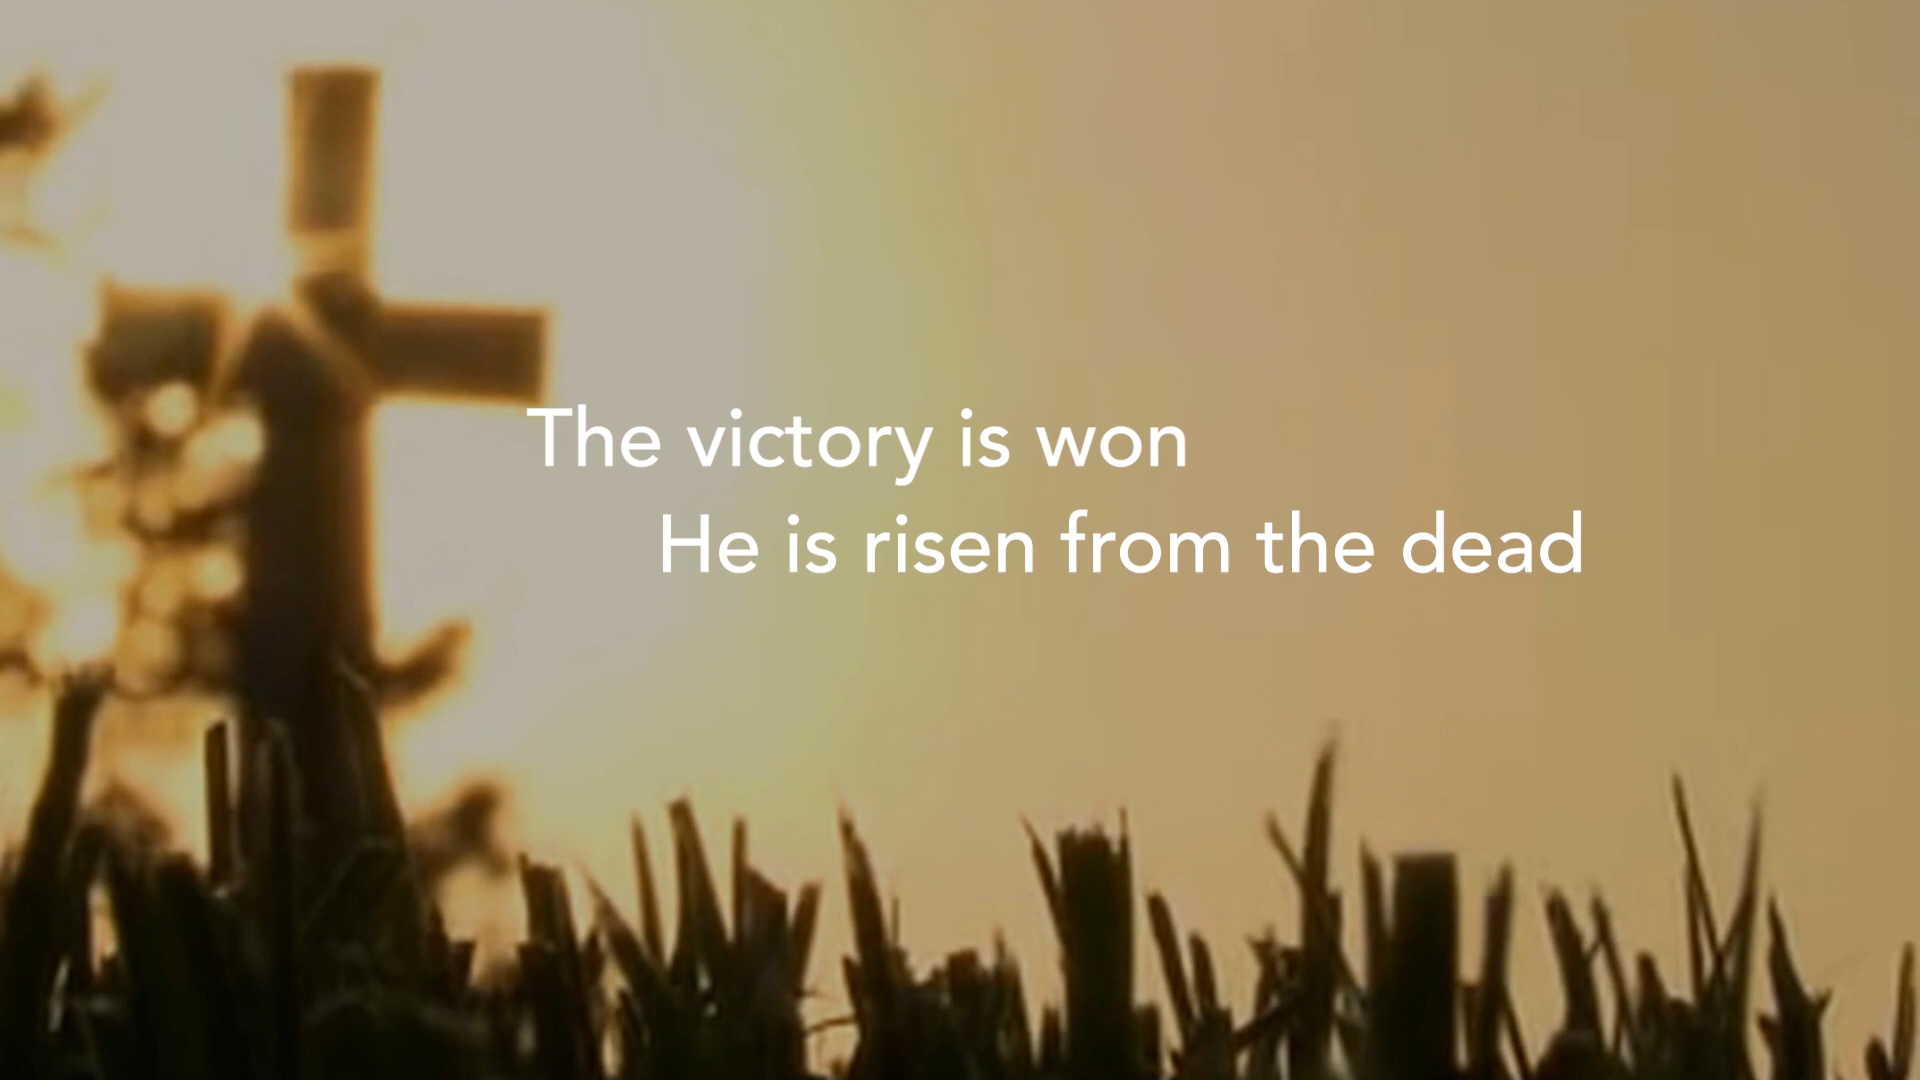 The victory is won
He is risen from the dead